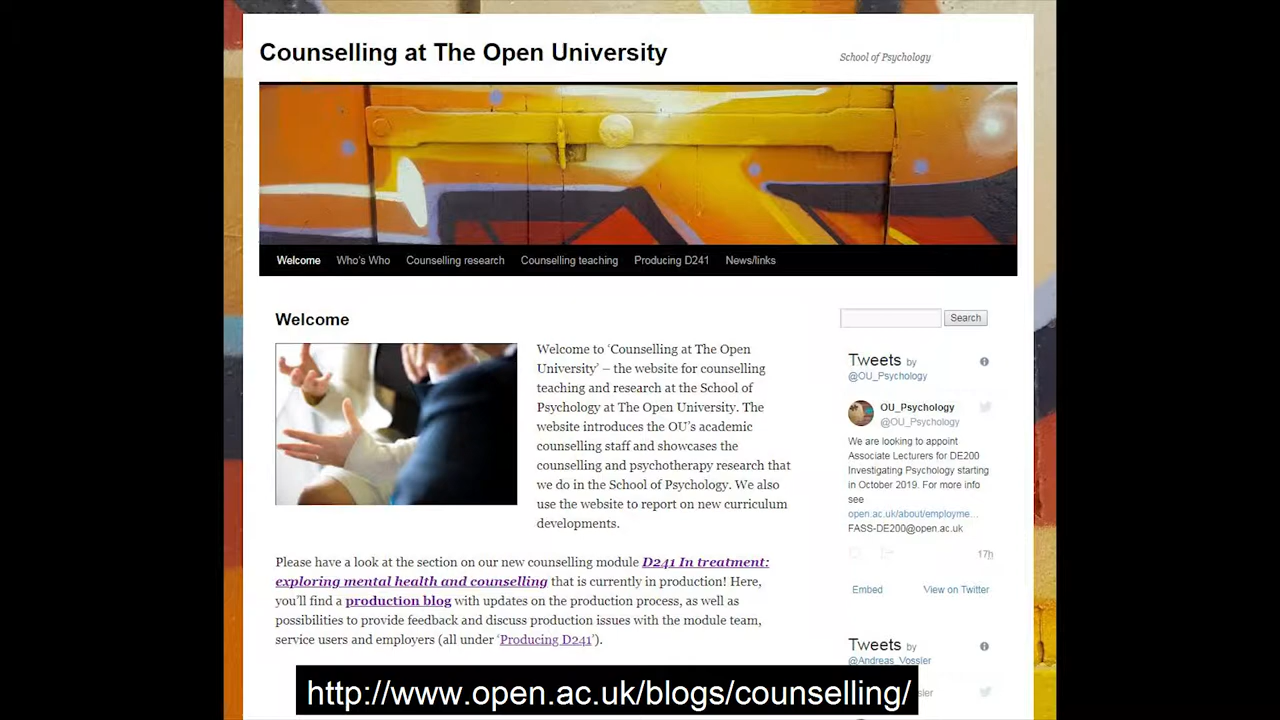 Counselling at The Open University
School of Psychology
Welcome Who's Who Counselling research Counselling teaching Producing D241 News/links
Welcome
Welcome to ‘Counselling at The Open
University’ – the website for counselling
teaching and research at the School of
Psychology at The Open University. The
website introduces the OU’s academic
counselling staff and showcases the
counselling and psychotherapy research that
we do in the School of Psychology. We also
use the website to report on new curriculum
developments.
Please have a look at the section on our new counselling module D241 In treatment:
exploring mental health and counselling that is currently in production! Here,
you’ll find a production blog with updates on the production process, as well as
possibilities to provide feedback and discuss production issues with the module team,
service users and employers (all under ‘Producing D241’).
Search
Tweets by
@OU_Psychology
OU_Psychology
@OU_Psychology
We are looking to appoint
Associate Lecturers for DE200
Investigating Psychology starting
in October 2019. For more info
see
open.ac.uk/about/employme…
FASS-DE200@open.ac.uk
17h
Embed View on Twitter
Tweets by
@Andreas_Vossler
http://www.open.ac.uk/blogs/counselling/